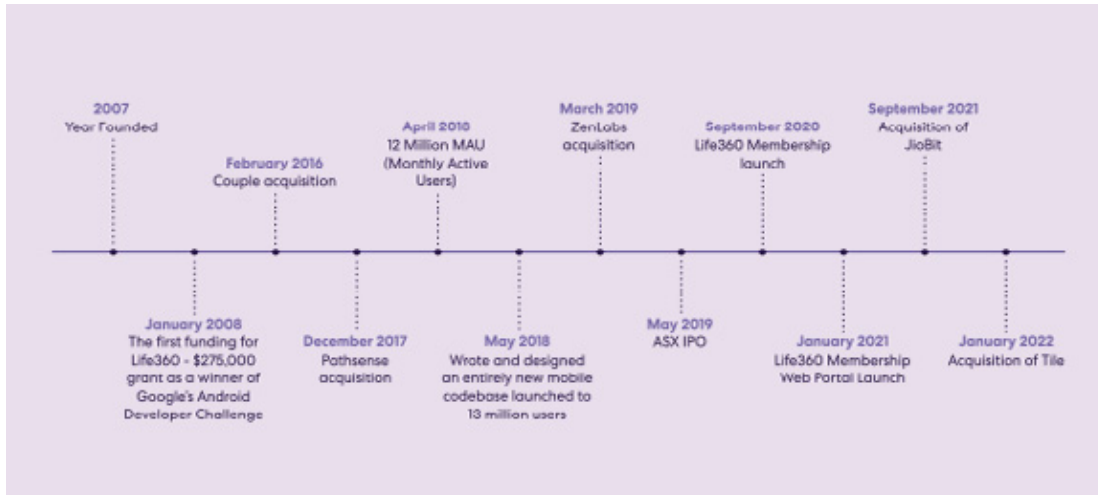 2007
Year Founded
January 2008
The first funding for
Life360 - $275,000
grant as a winner of
Google's Android
Developer Challenge
February 2016
Couple acquisition
December 2017
Pathsense
acquisition
April 2018
12 Million MAU
(Monthly Active
Users)
May 2018
Wrote and designed
an entirely new mobile
codebase launched to
13 million users
March 2019
ZenLabs
acquisition
May 2019
ASX IPO
September 2020
Life360 Membership
launch
January 2021
Life360 Membership
Web Portal Launch
September 2021
Acquisition of
JioBit
January 2022
Acquisition of Tile